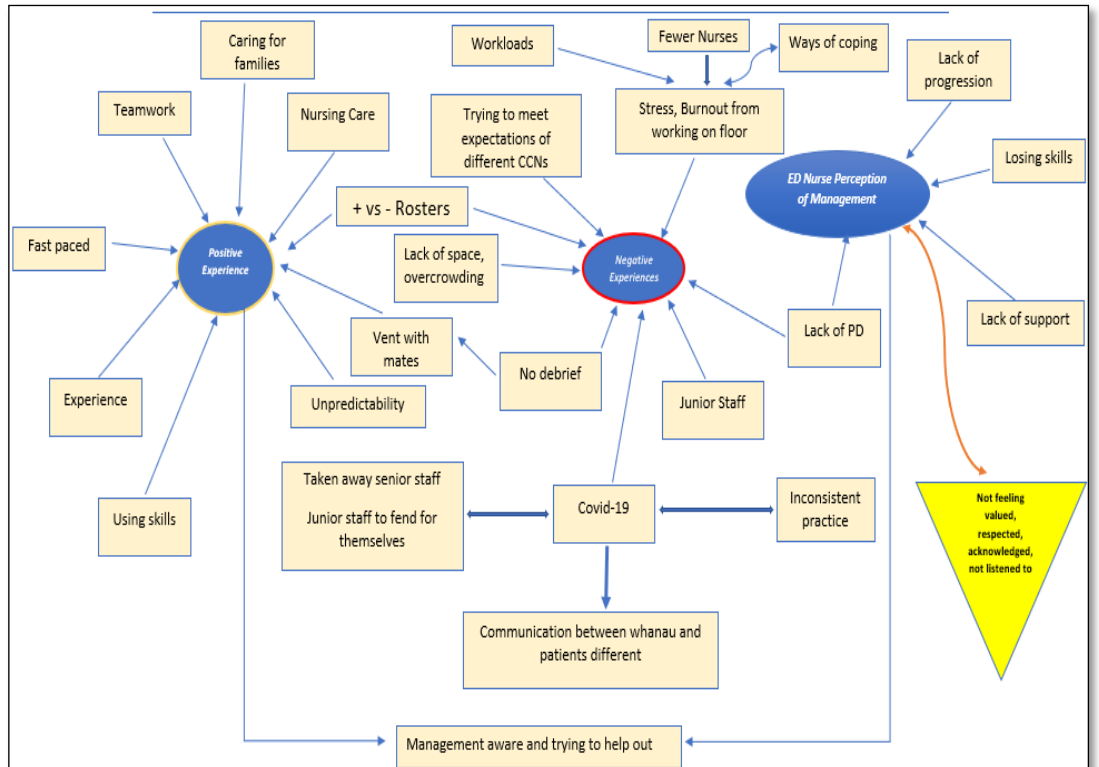 Caring for
families
Workloads
Fewer Nurses
Ways of coping
Lack of
progression
Teamwork
Nursing Care
Trying to meet
expectations of
different CCNs
Stress, Burnout from
working on floor
ED Nurse Perception
of Management
Losing skills
+ vs - Rosters
Fast paced
Positive
Experience
Lack of space,
overcrowding
Negative
Experiences
Lack of support
Vent with
mates
No debrief
Lack of PD
Experience
Unpredictability
Junior Staff
Taken away senior staff
Junior staff to fend for
themselves
Covid-19
Inconsistent
practice
Using skills
Not feeling
valued,
respected,
acknowledged,
not listened to
Communication between whanau and
patients different
Management aware and trying to help out